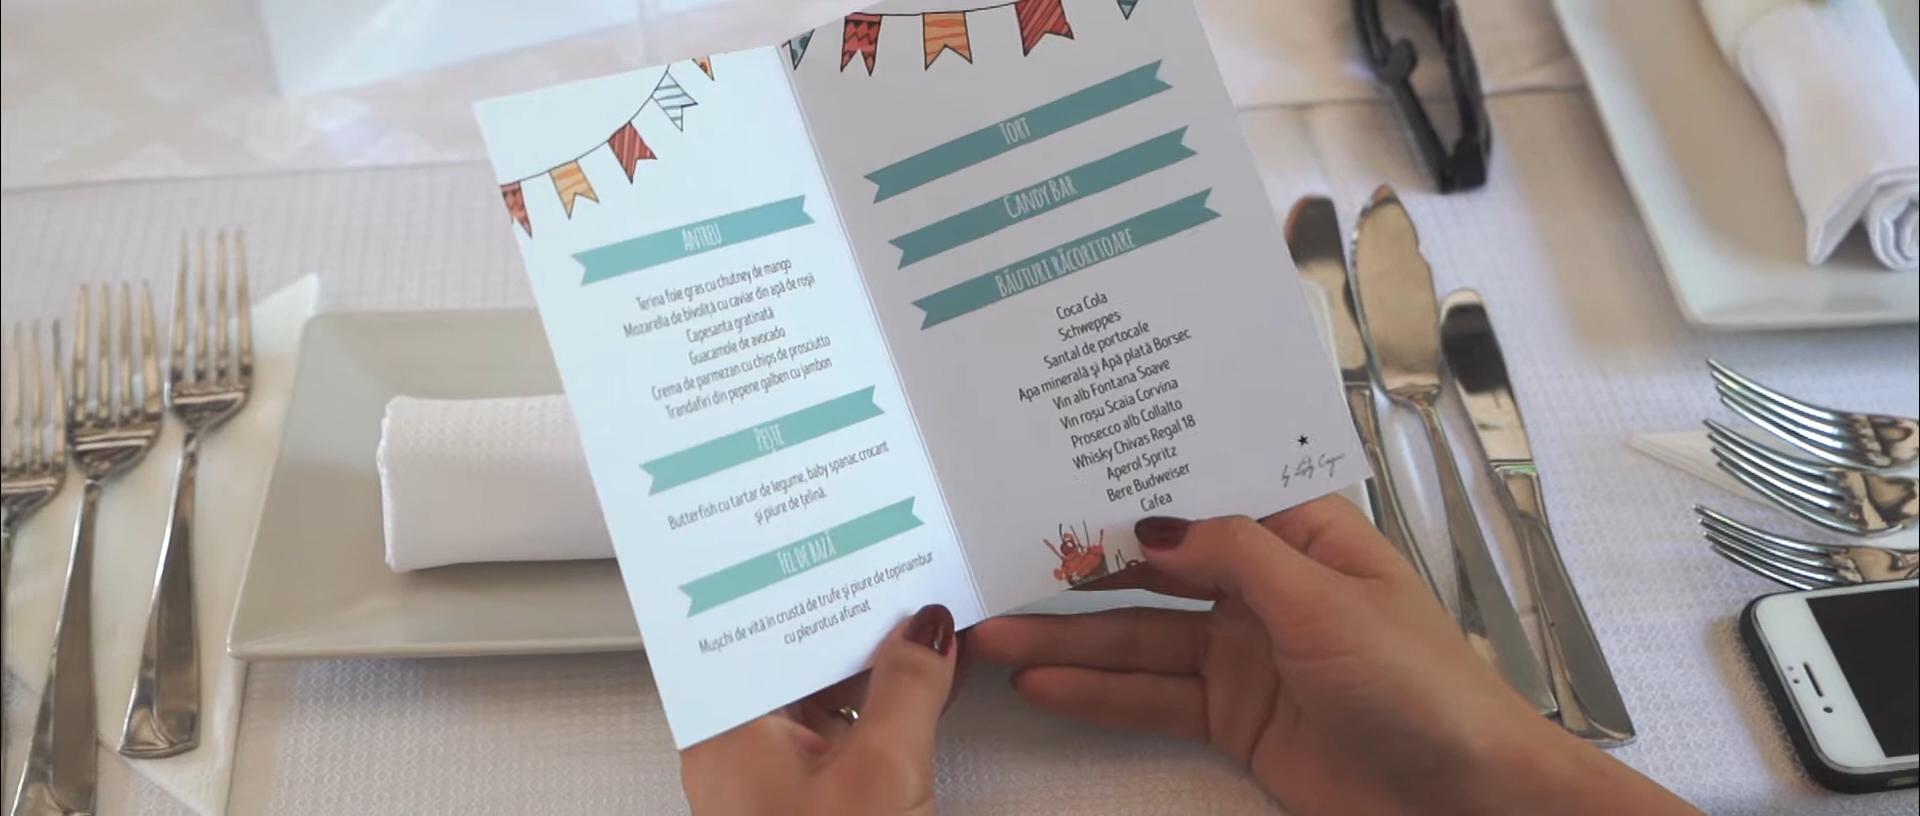 ANTREU
Terina foie gras cu chutney de mango
Mozarella de bivoliță cu caviar din apă de roșii
Capesanta gratinată
Guacamole de avocado
Crema de parmezan cu chips de prosciutto
Trandafiri din pepene galben cu jambon
PEȘTE
Butterfish cu tartar de legume, baby spanac crocant
și piure de țelină.
FEL DE BAZĂ
Mușchi de vită în crustă de trufe și piure de topinambur
cu pleurotus afumat
TORT
CANDY BAR
BĂUTURI RĂCORITOARE
Coca Cola
Schweppes
Santal de portocale
Apa minerală și Apă plată Borsec
Vin alb Fontana Soave
Vin roșu Scaia Corvina
Prosecco alb Collalto
Whisky Chivas Regal 18
Aperol Spritz
Bere Budweiser
Cafea
by